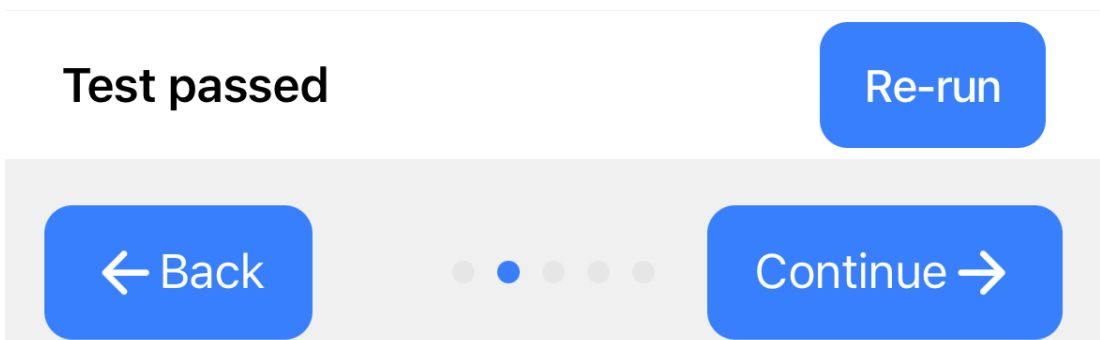 Test passed
Re-run
← Back
Continue →